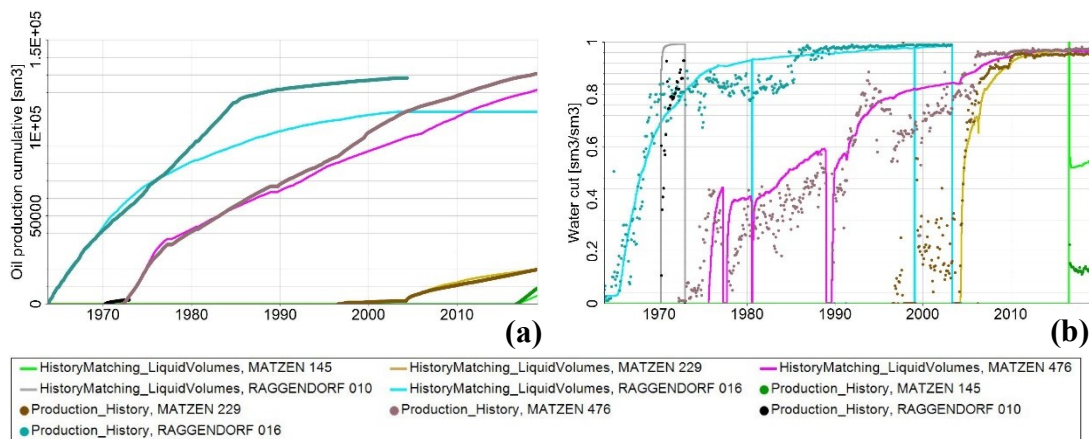 Oil production cumulative [sm3]
1.5E+05
1E+05
50000
0
1970
1980
1990
2000
2010
(a)
Water cut [sm3/sm3]
1
0.8
0.6
0.4
0.2
0
1970
1980
1990
2000
2010
(b)
HistoryMatching_LiquidVolumes, MATZEN 145
HistoryMatching_LiquidVolumes, MATZEN 229
HistoryMatching_LiquidVolumes, MATZEN 476
HistoryMatching_LiquidVolumes, RAGGENDORF 010
HistoryMatching_LiquidVolumes, RAGGENDORF 016
Production_History, MATZEN 145
Production_History, MATZEN 229
Production_History, MATZEN 476
Production_History, RAGGENDORF 010
Production_History, RAGGENDORF 016